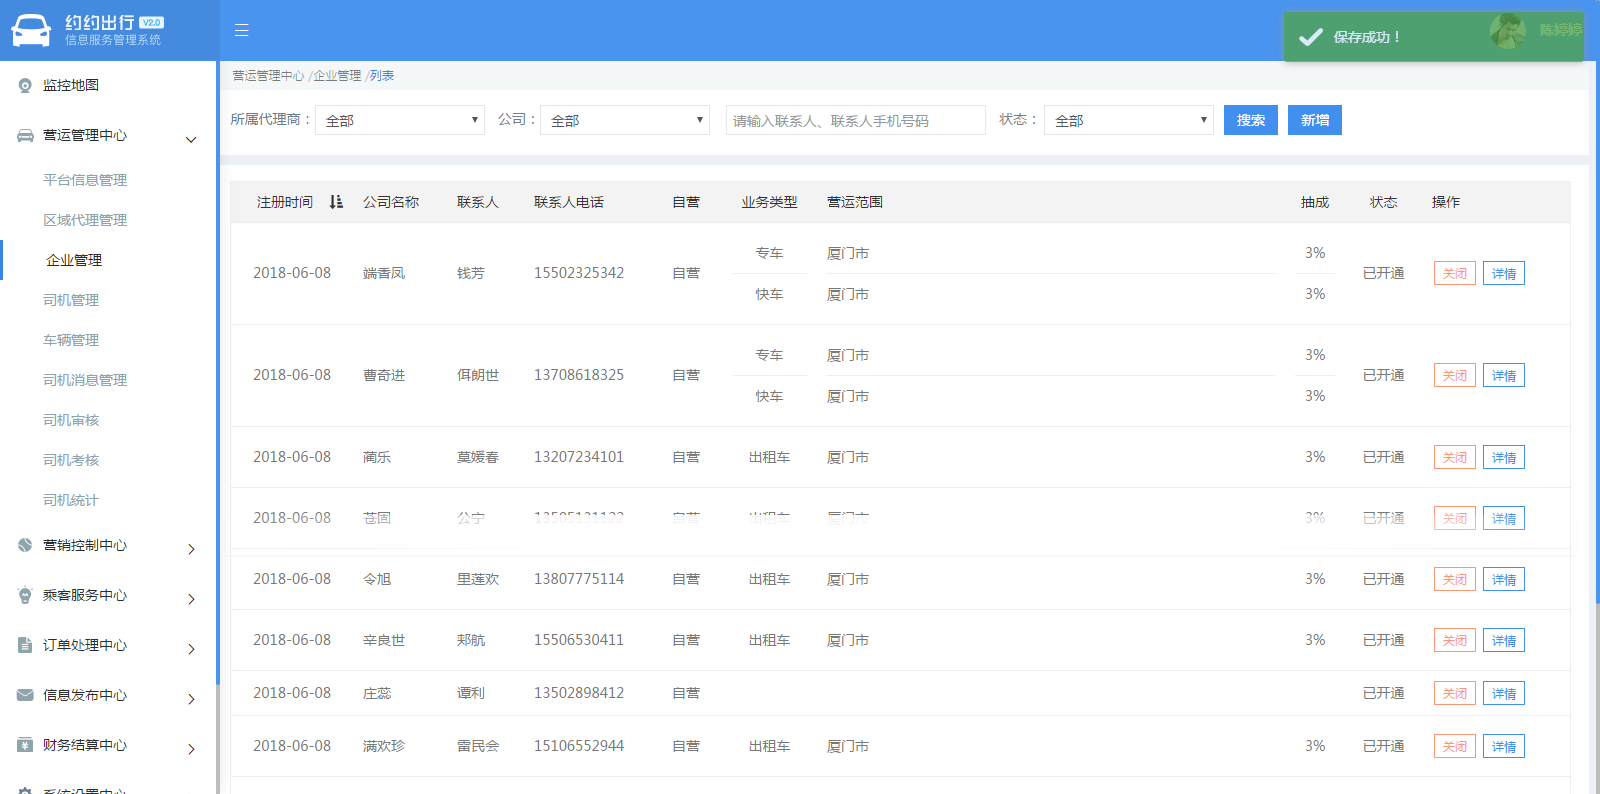 约约出行 V2.0
信息服务管理系统
保存成功！
陈婷婷
监控地图
营运管理中心
平台信息管理
区域代理管理
企业管理
司机管理
车辆管理
司机消息管理
司机审核
司机考核
司机统计
营销控制中心
乘客服务中心
订单处理中心
信息发布中心
财务结算中心
系统设置中心
营运管理中心 /企业管理 /列表
所属代理商： 全部 公司： 全部 请输入联系人、联系人手机号码 状态： 全部 搜索 新增
注册时间 公司名称 联系人 联系人电话 自营 业务类型 营运范围 抽成 状态 操作
2018-06-08 端香凤 钱芳 15502325342 自营 专车 厦门市 3% 已开通 关闭 详情
快车 厦门市 3%
2018-06-08 曹奇进 佴朗世 13708618325 自营 专车 厦门市 3% 已开通 关闭 详情
快车 厦门市 3%
2018-06-08 蔺乐 莫媛春 13207234101 自营 出租车 厦门市 3% 已开通 关闭 详情
2018-06-08 苍固 公宁 13585131122 自营 出租车 厦门市 3% 已开通 关闭 详情
2018-06-08 令旭 里莲欢 13807775114 自营 出租车 厦门市 3% 已开通 关闭 详情
2018-06-08 辛良世 郏航 15506530411 自营 出租车 厦门市 3% 已开通 关闭 详情
2018-06-08 庄蕊 谭利 13502898412 自营 已开通 关闭 详情
2018-06-08 满欢珍 雷民会 15106552944 自营 出租车 厦门市 3% 已开通 关闭 详情